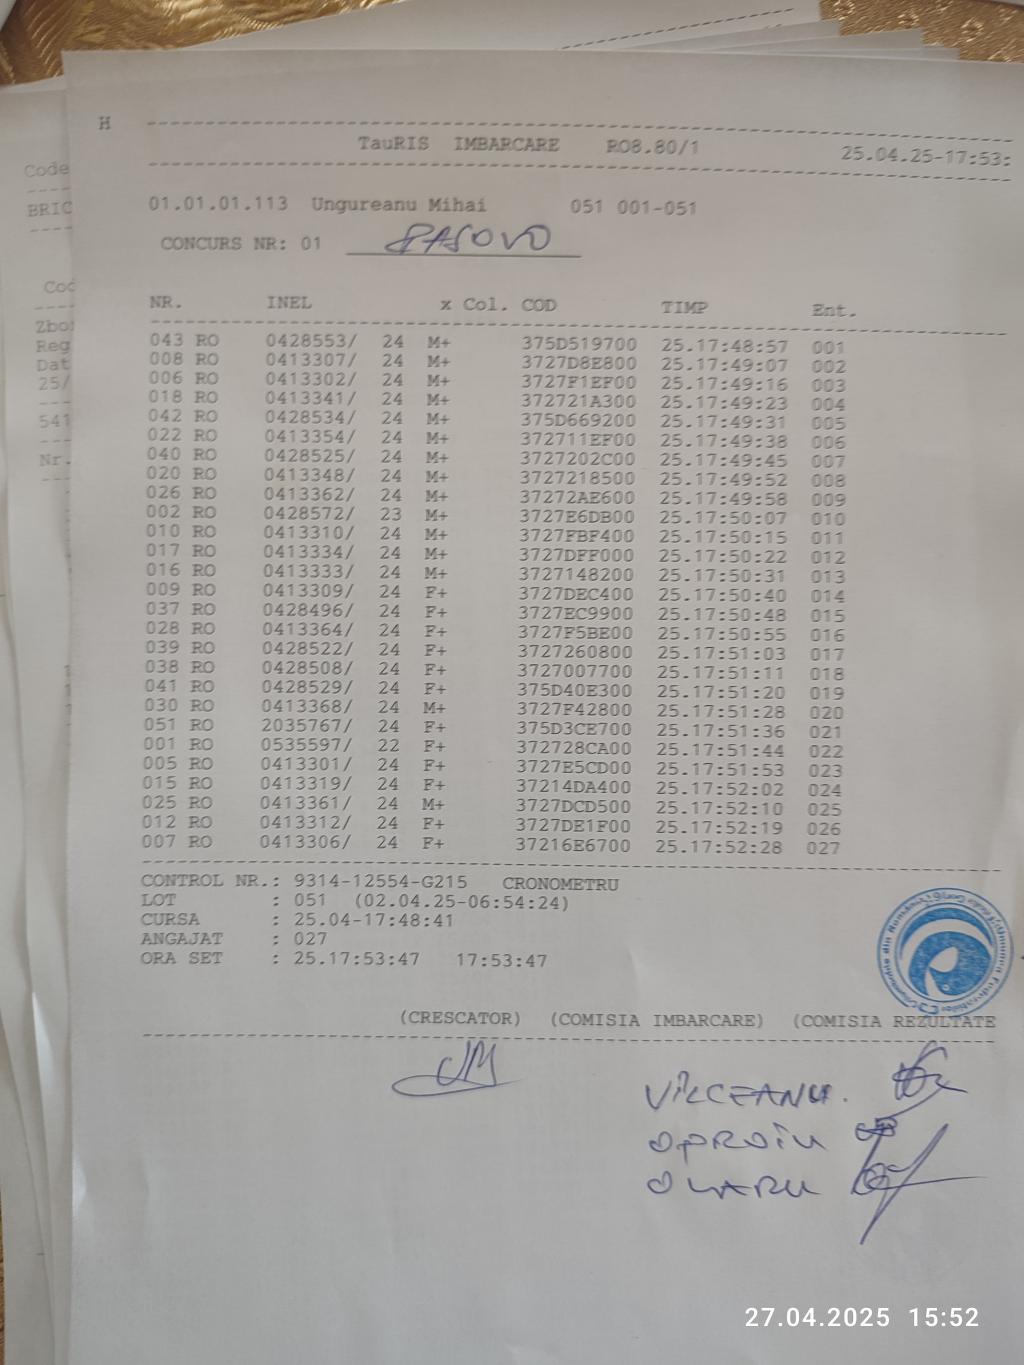 H
TauRIS IMBARCARE RO8.80/1 25.04.25-17:53:
Code
BRIC
01.01.01.113 Ungureanu Mihai 051 001-051
CONCURS NR: 01
Cod
NR. INEL x Col. COD TIMP Ent.
Zbor
Reg
Dat
25/
541
Nr.
043 RO 0428553/ 24 M+ 375D519700 25.17:48:57 001
008 RO 0413307/ 24 M+ 3727D8E800 25.17:49:07 002
006 RO 0413302/ 24 M+ 3727F1EF00 25.17:49:16 003
018 RO 0413341/ 24 M+ 372721A300 25.17:49:23 004
042 RO 0428534/ 24 M+ 375D669200 25.17:49:31 005
022 RO 0413354/ 24 M+ 372711EF00 25.17:49:38 006
040 RO 0428525/ 24 M+ 3727202C00 25.17:49:45 007
020 RO 0413348/ 24 M+ 3727218500 25.17:49:52 008
026 RO 0413362/ 24 M+ 37272AE600 25.17:49:58 009
002 RO 0428572/ 23 M+ 3727E6DB00 25.17:50:07 010
010 RO 0413310/ 24 M+ 3727FBF400 25.17:50:15 011
017 RO 0413334/ 24 M+ 3727DFF000 25.17:50:22 012
016 RO 0413333/ 24 M+ 3727148200 25.17:50:31 013
009 RO 0413309/ 24 F+ 3727DEC400 25.17:50:40 014
037 RO 0428496/ 24 F+ 3727EC9900 25.17:50:48 015
028 RO 0413364/ 24 F+ 3727F5BE00 25.17:50:55 016
039 RO 0428522/ 24 F+ 3727260800 25.17:51:03 017
038 RO 0428508/ 24 F+ 3727007700 25.17:51:11 018
041 RO 0428529/ 24 F+ 375D40E300 25.17:51:20 019
030 RO 0413368/ 24 M+ 3727F42800 25.17:51:28 020
051 RO 2035767/ 24 F+ 375D3CE700 25.17:51:36 021
001 RO 0535597/ 22 F+ 372728CA00 25.17:51:44 022
005 RO 0413301/ 24 F+ 3727E5CD00 25.17:51:53 023
015 RO 0413319/ 24 F+ 37214DA400 25.17:52:02 024
025 RO 0413361/ 24 M+ 3727DCD500 25.17:52:10 025
012 RO 0413312/ 24 F+ 3727DE1F00 25.17:52:19 026
007 RO 0413306/ 24 F+ 37216E6700 25.17:52:28 027
CONTROL NR.: 9314-12554-G215 CRONOMETRU
LOT : 051 (02.04.25-06:54:24)
CURSA : 25.04-17:48:41
ANGAJAT : 027
ORA SET : 25.17:53:47 17:53:47
(CRESCATOR) (COMISIA IMBARCARE) (COMISIA REZULTATE
VÎLCEANU.
OPROIU
OLARU
27.04.2025 15:52